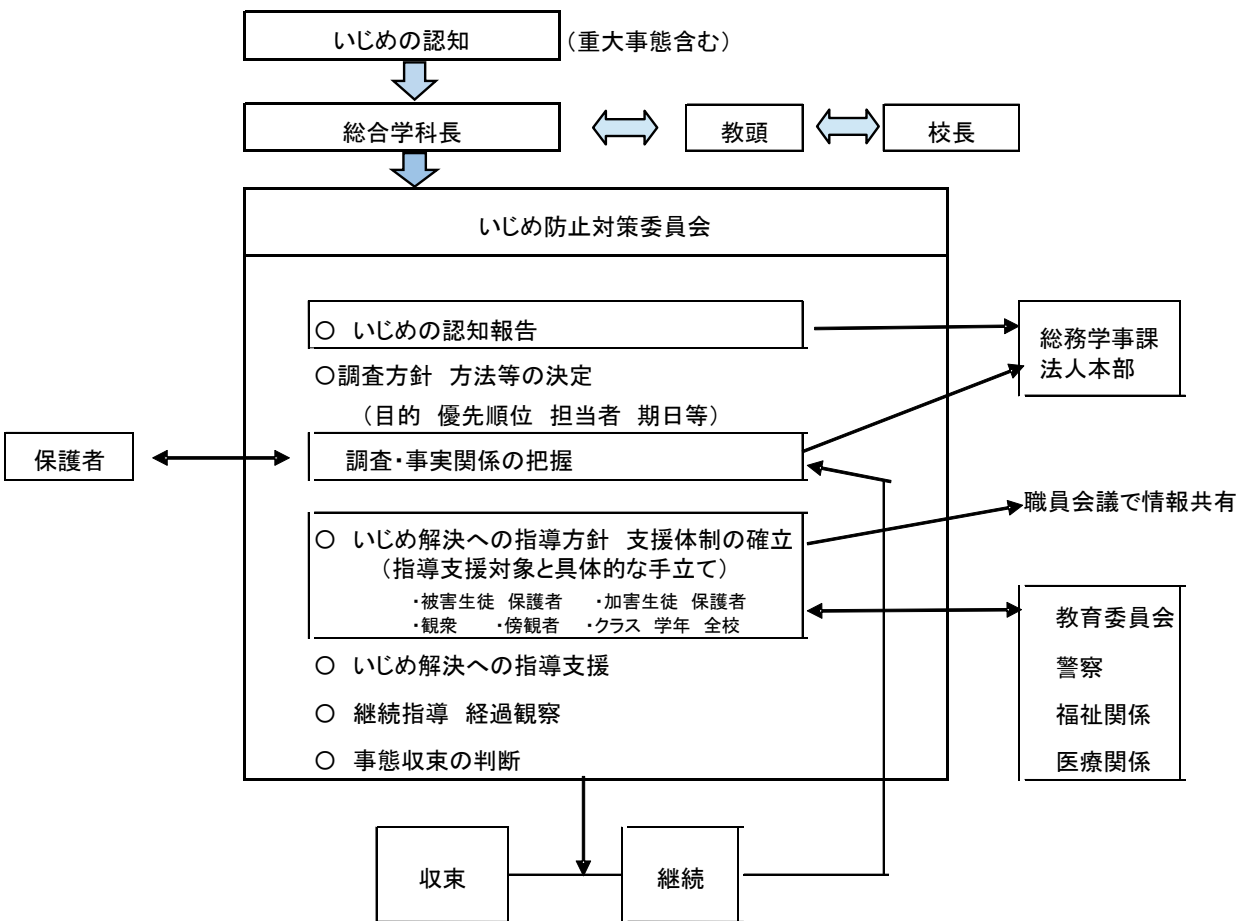 いじめの認知 （重大事態含む）
総合学科長 教頭 校長
いじめ防止対策委員会
○ いじめの認知報告
総務学事課
法人本部
○調査方針 方法等の決定
（目的 優先順位 担当者 期日等）
保護者
調査・事実関係の把握
職員会議で情報共有
○ いじめ解決への指導方針 支援体制の確立
（指導支援対象と具体的な手立て）
・被害生徒 保護者 ・加害生徒 保護者
・観衆 ・傍観者 ・クラス 学年 全校
教育委員会
警察
福祉関係
医療関係
○ いじめ解決への指導支援
○ 継続指導 経過観察
○ 事態収束の判断
収束 継続